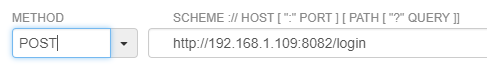 METHOD SCHEME :// HOST [ ":" PORT ] [ PATH [ "?" QUERY ]]
POST http://192.168.1.109:8082/login